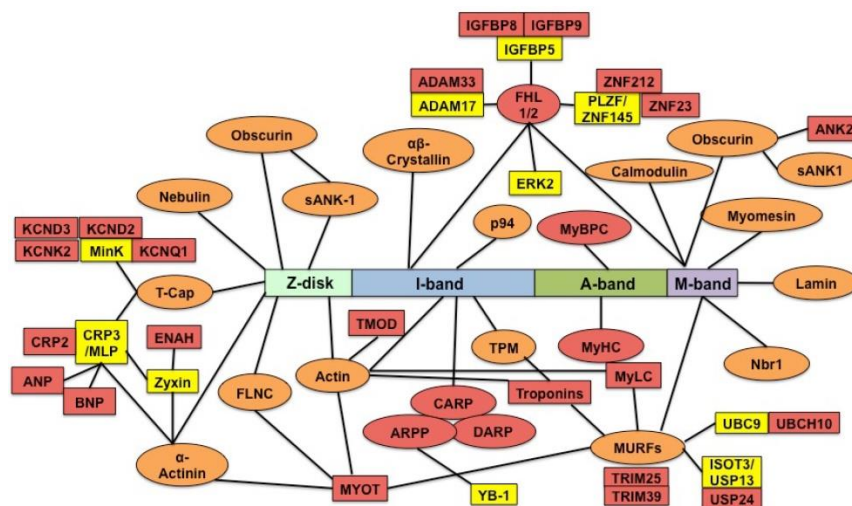 IGFBP8 IGFBP9
IGFBP5
ADAM33
ADAM17
FHL
1/2
ZNF212
PLZF/
ZNF145
ZNF23
Obscurin
αβ-
Crystallin
ERK2
Calmodulin
Obscurin
ANK2
sANK1
Nebulin
sANK-1
p94
MyBPC
Myomesin
KCND3 KCND2
KCNK2 MinK KCNQ1
T-Cap
Z-disk I-band A-band M-band
Lamin
CRP2
CRP3
/MLP
ENAH
TMOD
TPM
MyHC
Nbr1
ANP
BNP
Zyxin
FLNC
Actin
Troponins
MyLC
CARP
ARPP
DARP
α-
Actinin
MYOT
YB-1
MURFs
UBC9 UBCH10
ISOT3/
USP13
USP24
TRIM25
TRIM39